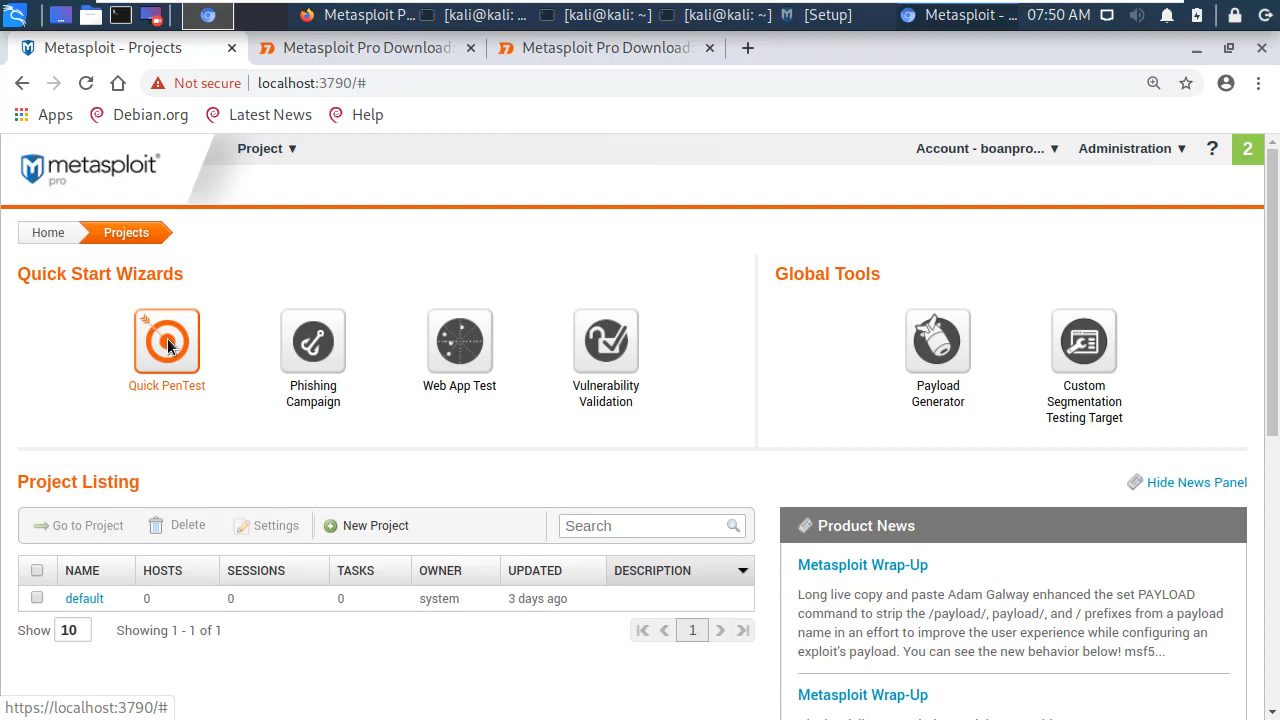 Metasploit P...
[kali@kali: ...
[kali@kali: ~]
[kali@kali: ~]
[Setup]
Metasploit - ...
07:50 AM
Metasploit - Projects
Metasploit Pro Download
Metasploit Pro Download
Not secure
localhost:3790/#
Apps
Debian.org
Latest News
Help
metasploit®
pro
Project ▼
Account - boanpro... ▼
Administration ▼
?
2
Home
Projects
Quick Start Wizards
Global Tools
Quick PenTest
Phishing
Campaign
Web App Test
Vulnerability
Validation
Payload
Generator
Custom
Segmentation
Testing Target
Project Listing
Hide News Panel
Go to Project
Delete
Settings
New Project
Search
NAME HOSTS SESSIONS TASKS OWNER UPDATED DESCRIPTION
default 0 0 0 system 3 days ago
Show 10 Showing 1 - 1 of 1
1
Product News
Metasploit Wrap-Up
Long live copy and paste Adam Galway enhanced the set PAYLOAD
command to strip the /payload/, payload/, and / prefixes from a payload
name in an effort to improve the user experience while configuring an
exploit's payload. You can see the new behavior below! msf5...
Metasploit Wrap-Up
https://localhost:3790/#